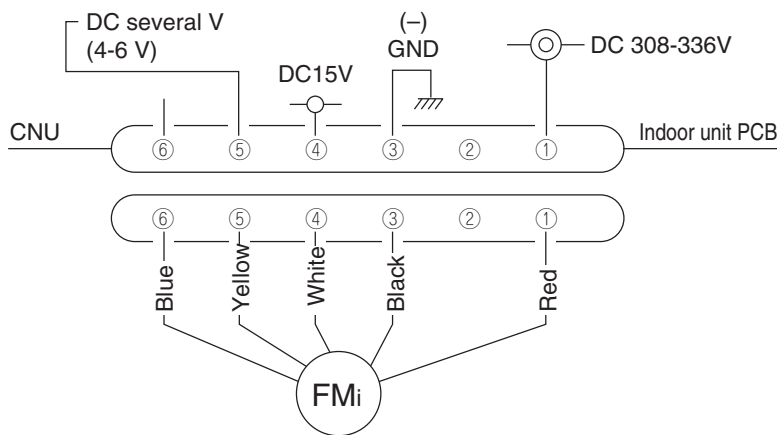 DC several V
(4-6 V)
(–)
GND
DC 308-336V
DC15V
CNU
⑥ ⑤ ④ ③ ② ①
Indoor unit PCB
⑥ ⑤ ④ ③ ② ①
Blue
Yellow
White
Black
Red
FMi